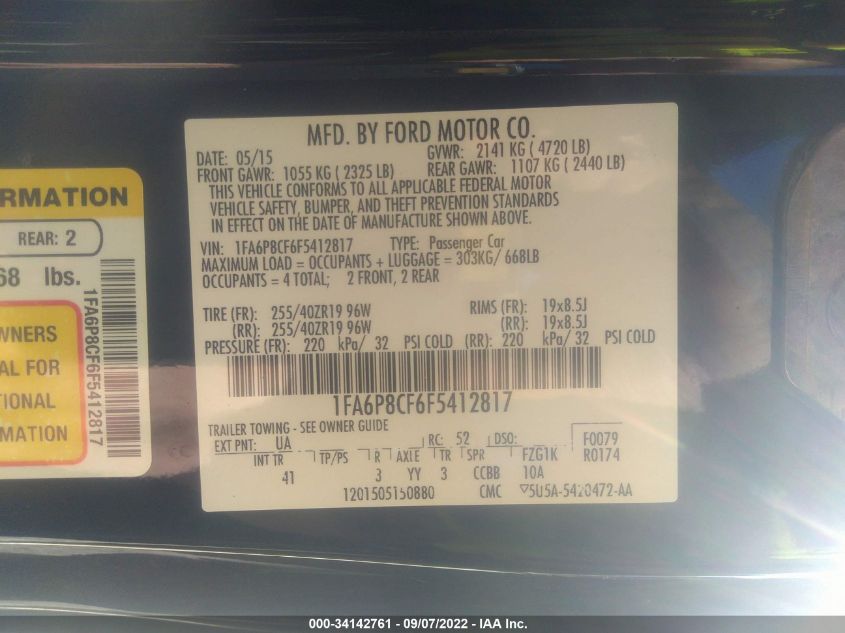 MFD. BY FORD MOTOR CO.
DATE: 05/15 GVWR: 2141 KG ( 4720 LB)
FRONT GAWR: 1055 KG ( 2325 LB) REAR GAWR: 1107 KG ( 2440 LB)
THIS VEHICLE CONFORMS TO ALL APPLICABLE FEDERAL MOTOR
VEHICLE SAFETY, BUMPER, AND THEFT PREVENTION STANDARDS
IN EFFECT ON THE DATE OF MANUFACTURE SHOWN ABOVE.
VIN: 1FA6P8CF6F5412817 TYPE: Passenger Car
MAXIMUM LOAD = OCCUPANTS + LUGGAGE = 303KG/ 668LB
OCCUPANTS = 4 TOTAL; 2 FRONT, 2 REAR
TIRE (FR): 255/40ZR19 96W RIMS (FR): 19x8.5J
(RR): 255/40ZR19 96W (RR): 19x8.5J
PRESSURE (FR): 220 kPa/ 32 PSI COLD (RR): 220 kPa/ 32 PSI COLD
1FA6P8CF6F5412817
TRAILER TOWING - SEE OWNER GUIDE
EXT PNT: UA RC: 52 DSO: F0079
INT TR TP/PS R AXLE TR SPR FZG1K R0174
41 3 YY 3 CCBB 10A
1201505150880 CMC ▽5U5A-5420472-AA
RMATION
REAR: 2
68 lbs.
WNERS
AL FOR
TIONAL
MATION
1FA6P8CF6F5412817
000-34142761 - 09/07/2022 - IAA Inc.